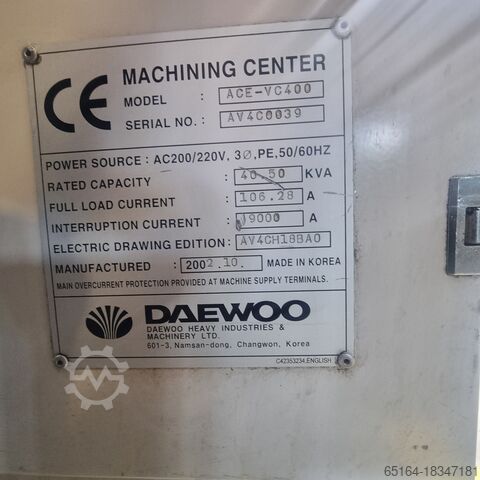 CE MACHINING CENTER
MODEL : ACE-VC400
SERIAL NO. : AV4C0039
POWER SOURCE : AC200/220V, 3Ø,PE,50/60HZ
RATED CAPACITY : 40.50 KVA
FULL LOAD CURRENT : 106.28 A
INTERRUPTION CURRENT : 19000 A
ELECTRIC DRAWING EDITION : AV4CH18BA0
MANUFACTURED : 2002.10. MADE IN KOREA
MAIN OVERCURRENT PROTECTION PROVIDED AT MACHINE SUPPLY TERMINALS.
DAEWOO
DAEWOO HEAVY INDUSTRIES &
MACHINERY LTD.
601-3, Namsan-dong, Changwon, Korea
C42353234.ENGLISH
65164-18347181